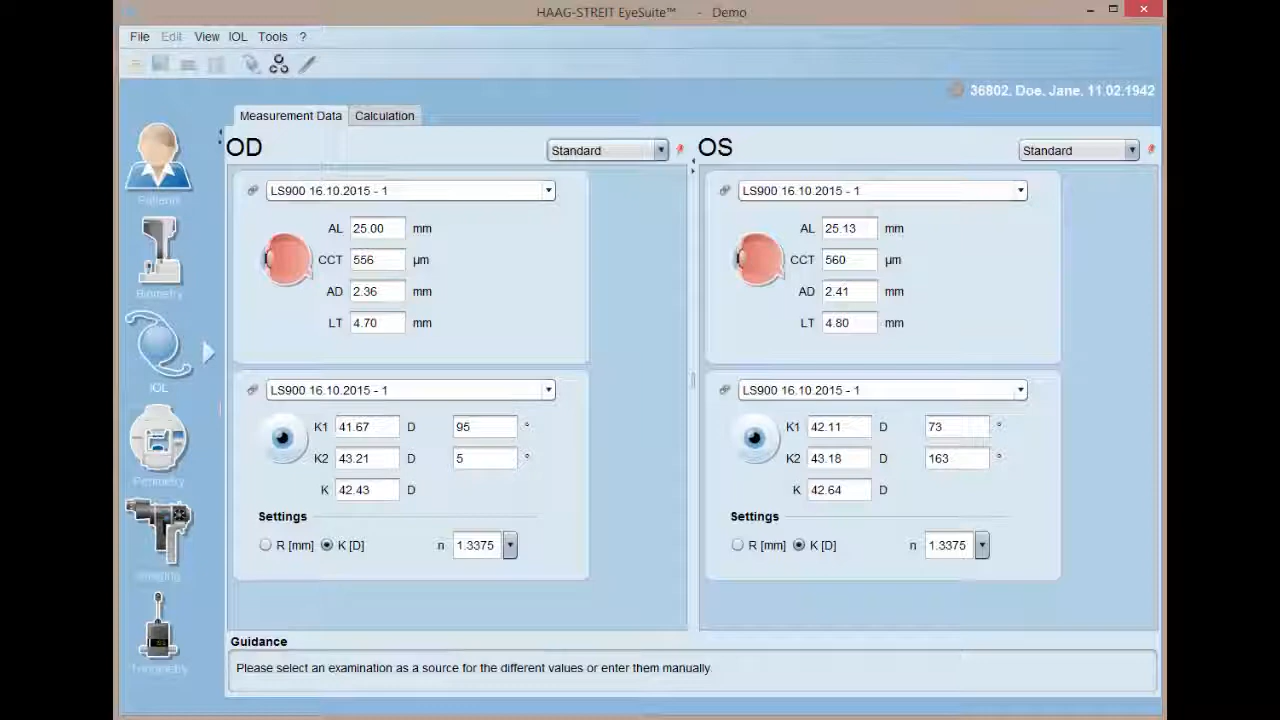 HAAG-STREIT EyeSuite™ - Demo
File Edit View IOL Tools ?
36802, Doe, Jane, 11.02.1942
Measurement Data Calculation
OD Standard
LS900 16.10.2015 - 1
AL 25.00 mm
CCT 556 µm
AD 2.36 mm
LT 4.70 mm
LS900 16.10.2015 - 1
K1 41.67 D 95 °
K2 43.21 D 5 °
K 42.43 D
Settings
R [mm] K [D] n 1.3375
OS Standard
LS900 16.10.2015 - 1
AL 25.13 mm
CCT 560 µm
AD 2.41 mm
LT 4.80 mm
LS900 16.10.2015 - 1
K1 42.11 D 73 °
K2 43.18 D 163 °
K 42.64 D
Settings
R [mm] K [D] n 1.3375
Patients
Biometry
IOL
Perimetry
Imaging
Tonometry
Guidance
Please select an examination as a source for the different values or enter them manually.